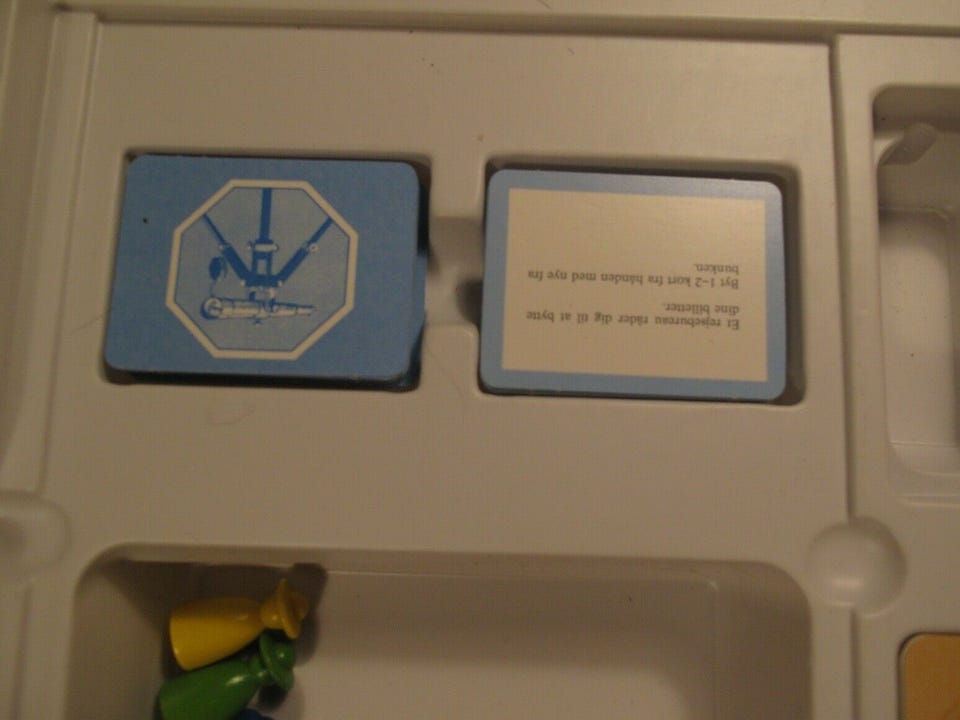 Et rejsebureau råder dig til at bytte
dine billetter.
Byt 1-2 kort fra hånden med nye fra
bunken.